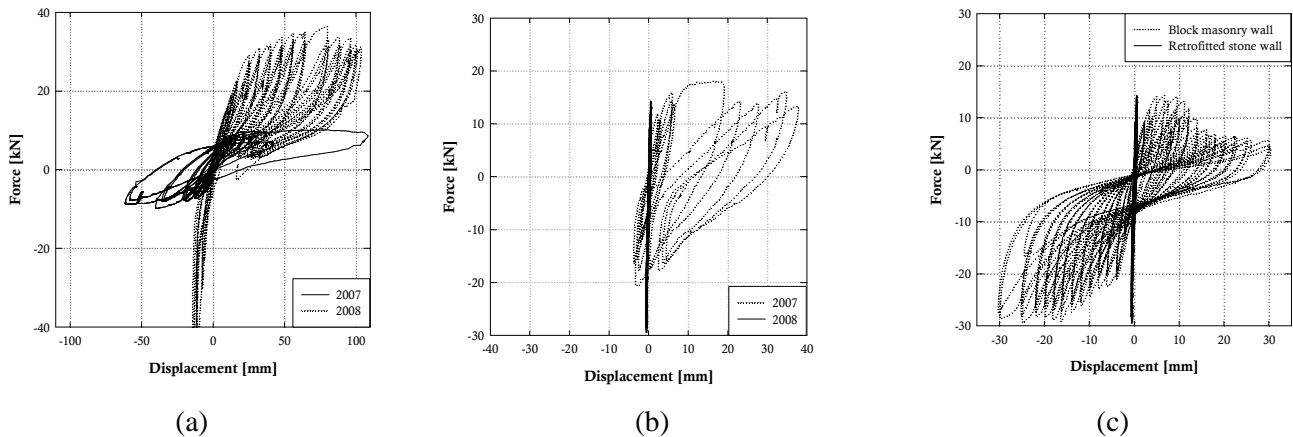 40
20
0
-20
-40
Force [kN]
-100 -50 0 50 100
Displacement [mm]
2007
2008
(a)
30
20
10
0
-10
-20
-30
Force [kN]
-40 -30 -20 -10 0 10 20 30 40
Displacement [mm]
2007
2008
(b)
30
20
10
0
-10
-20
-30
Force [kN]
-30 -20 -10 0 10 20 30
Displacement [mm]
Block masonry wall
Retrofitted stone wall
(c)